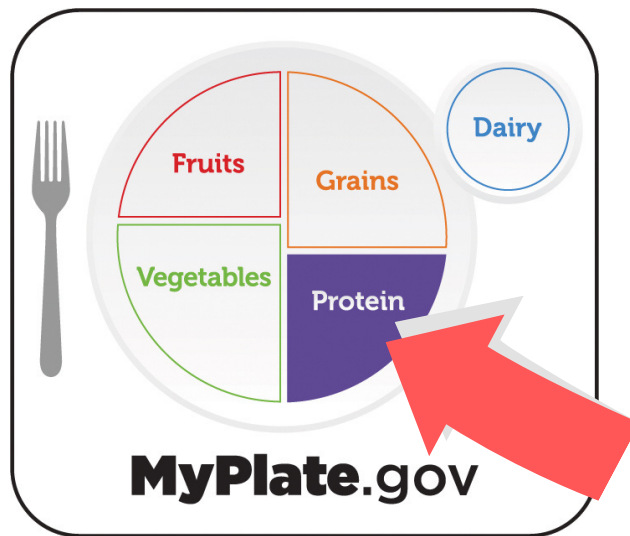 Fruits
Grains
Dairy
Vegetables
Protein
MyPlate.gov